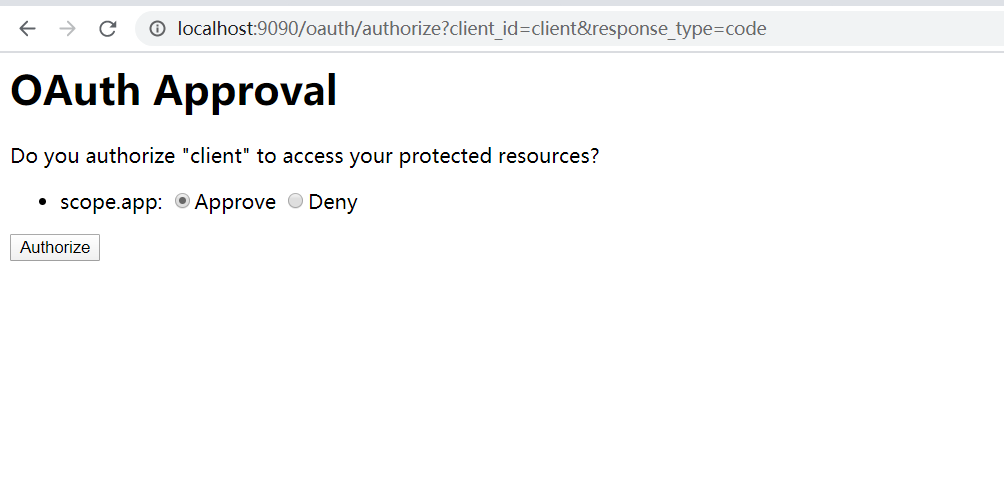 localhost:9090/oauth/authorize?client_id=client&response_type=code
OAuth Approval
Do you authorize "client" to access your protected resources?
scope.app: Approve Deny
Authorize